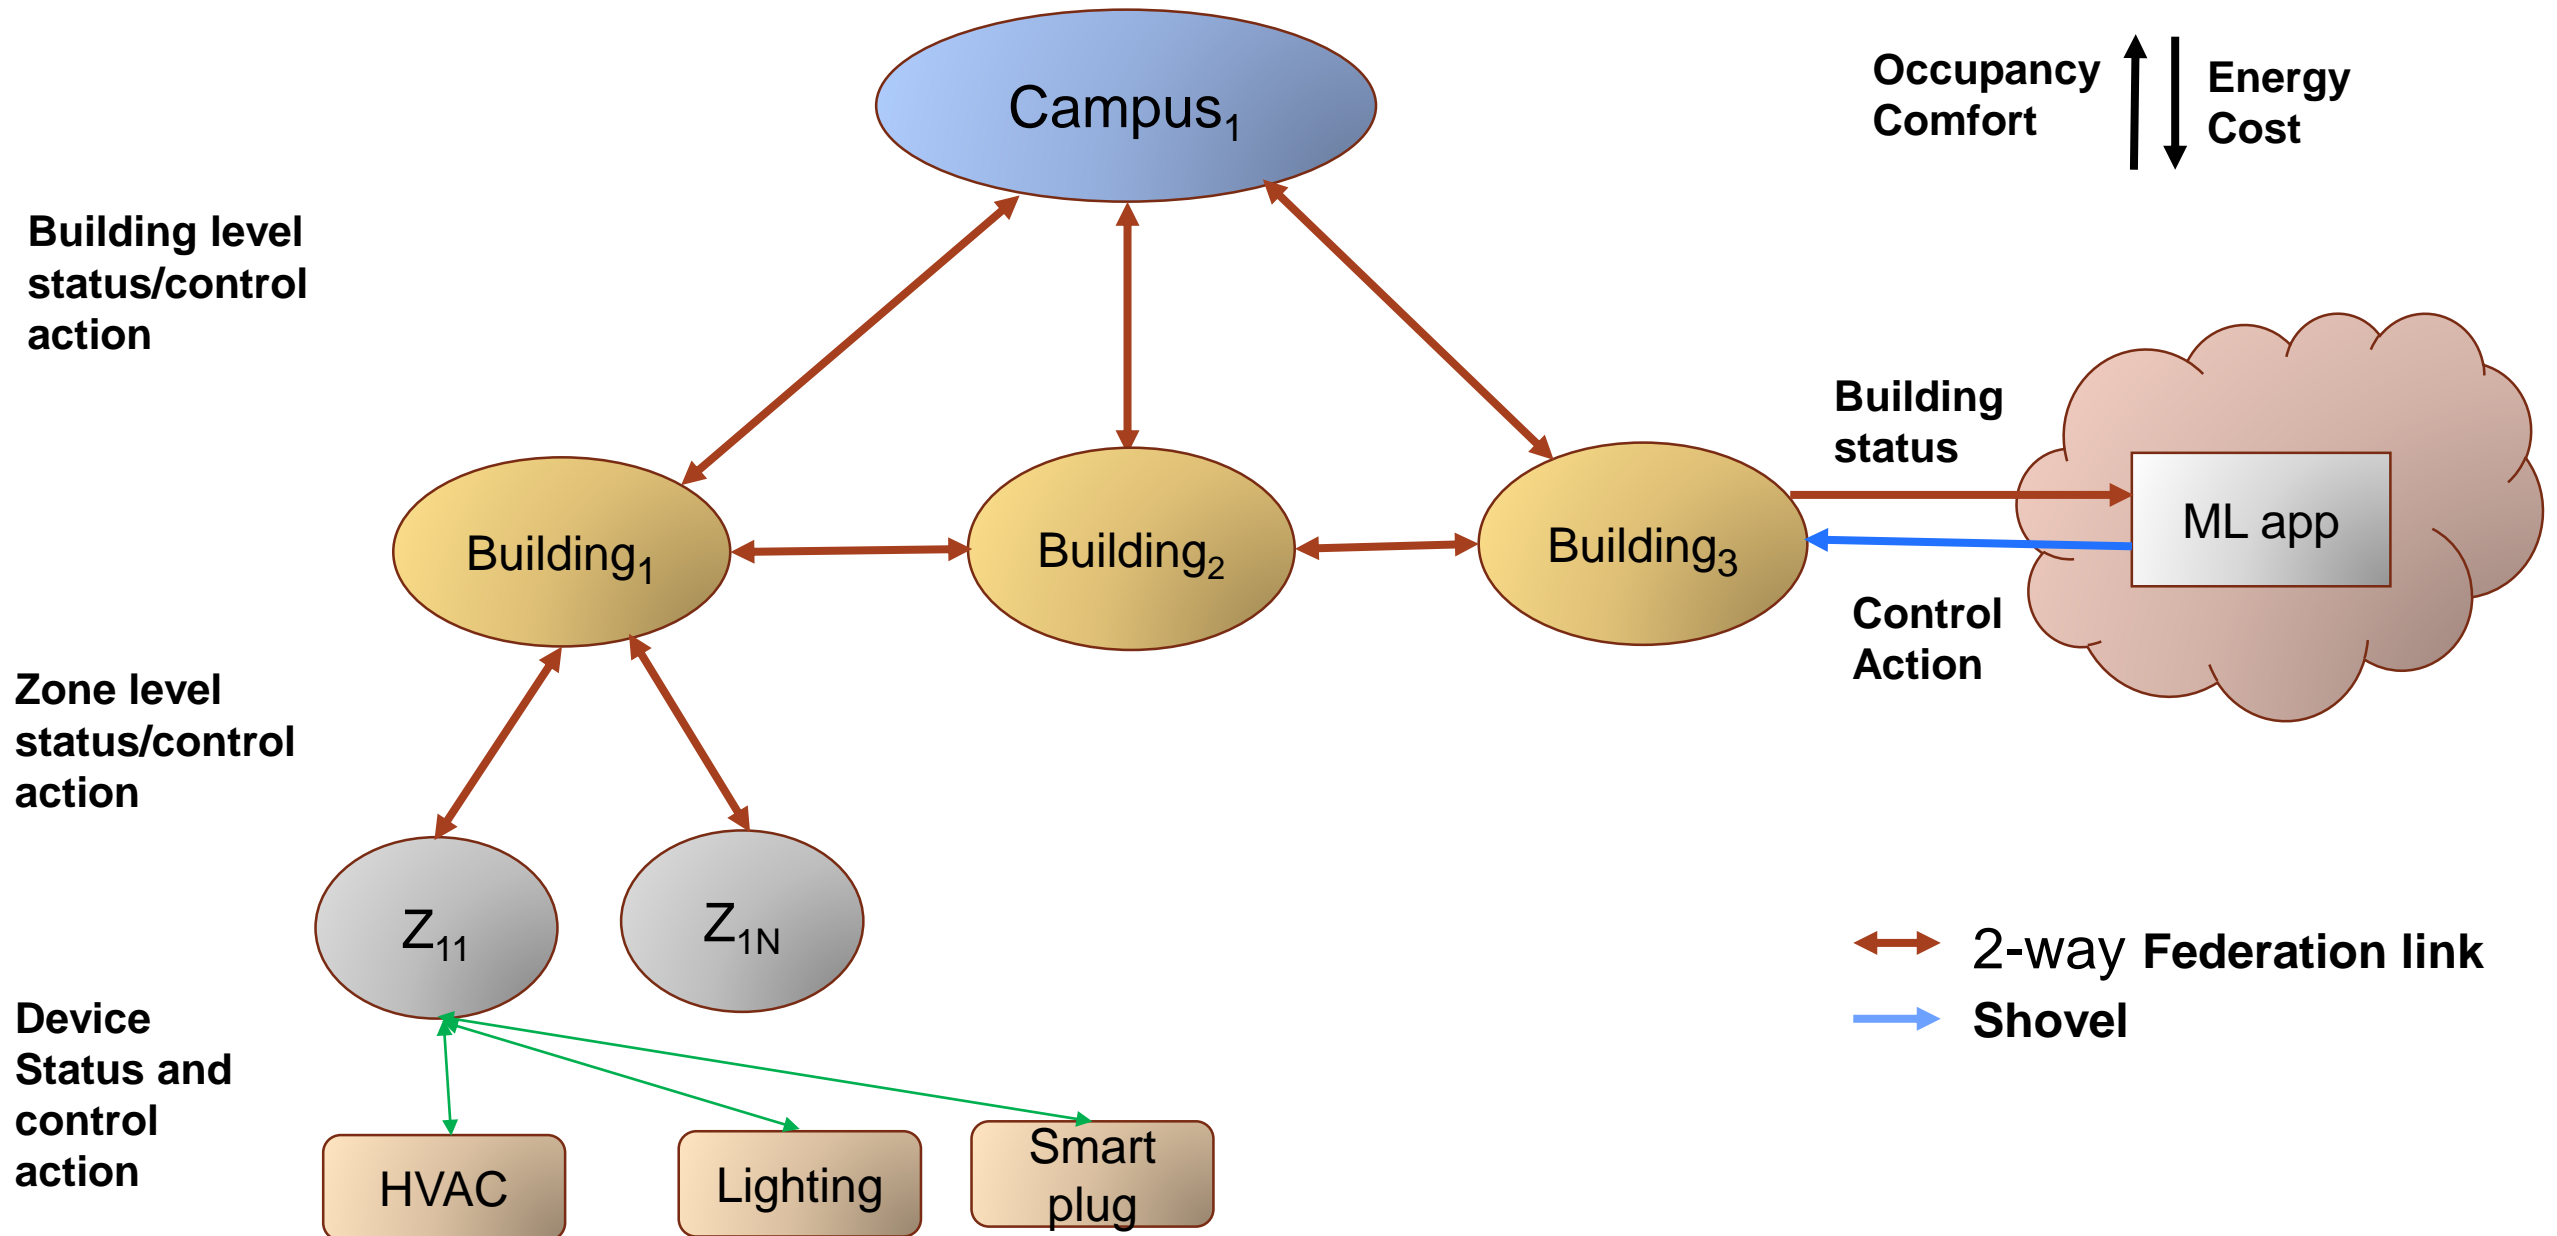 Campus₁
Occupancy
Comfort
Energy
Cost
Building level
status/control
action
Building
status
Building₁
Building₂
Building₃
ML app
Control
Action
Zone level
status/control
action
Z₁₁
Z₁N
2-way Federation link
Shovel
Device
Status and
control
action
HVAC
Lighting
Smart
plug